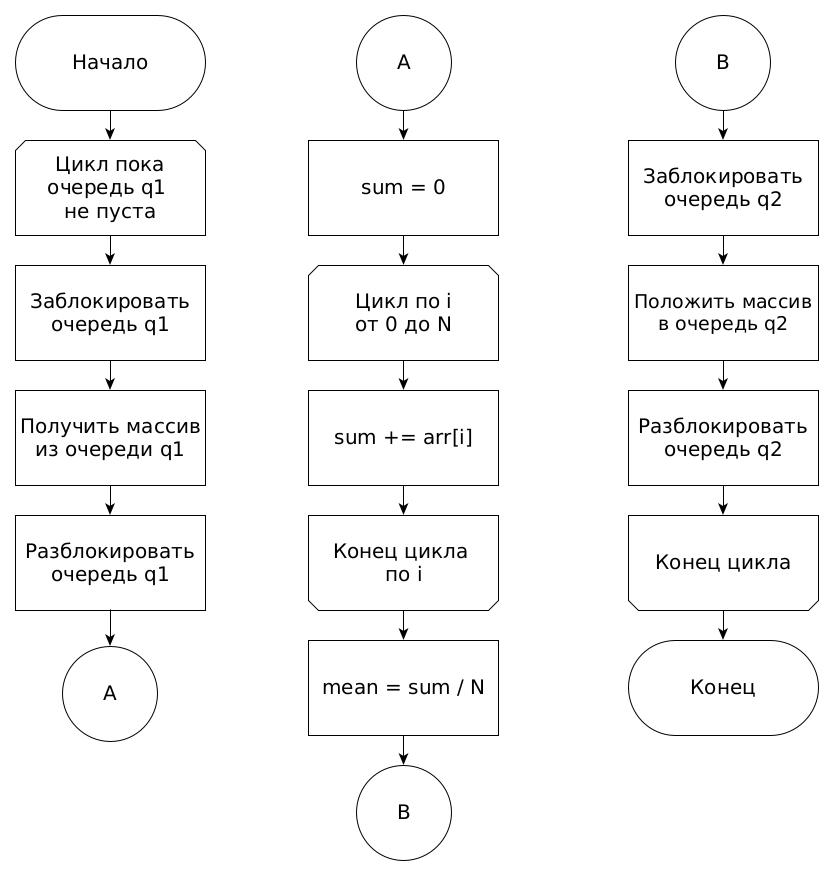 Начало
Цикл пока
очередь q1
не пуста
Заблокировать
очередь q1
Получить массив
из очереди q1
Разблокировать
очередь q1
A
A
sum = 0
Цикл по i
от 0 до N
sum += arr[i]
Конец цикла
по i
mean = sum / N
B
B
Заблокировать
очередь q2
Положить массив
в очередь q2
Разблокировать
очередь q2
Конец цикла
Конец